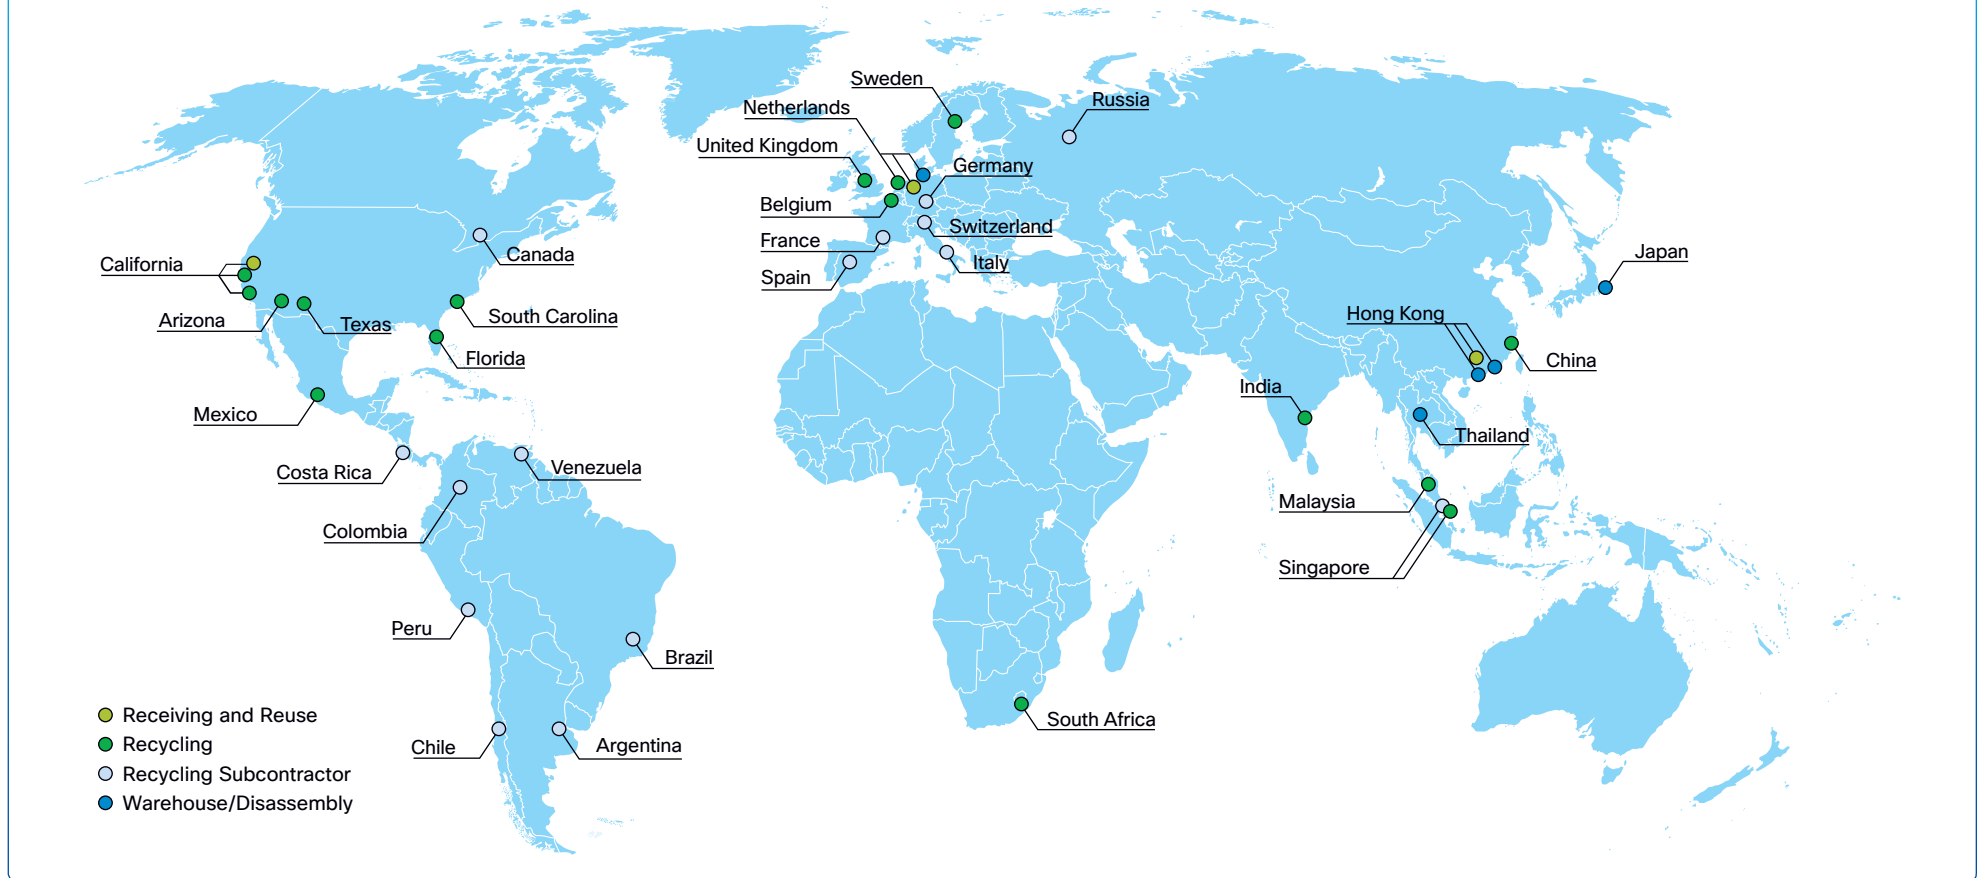 Sweden
Russia
Netherlands
United Kingdom
Germany
Belgium
Switzerland
France
Italy
Spain
Japan
California
Canada
Arizona
Texas
South Carolina
Florida
Hong Kong
China
India
Mexico
Thailand
Costa Rica
Venezuela
Malaysia
Colombia
Singapore
Peru
Brazil
South Africa
Chile
Argentina
Receiving and Reuse
Recycling
Recycling Subcontractor
Warehouse/Disassembly